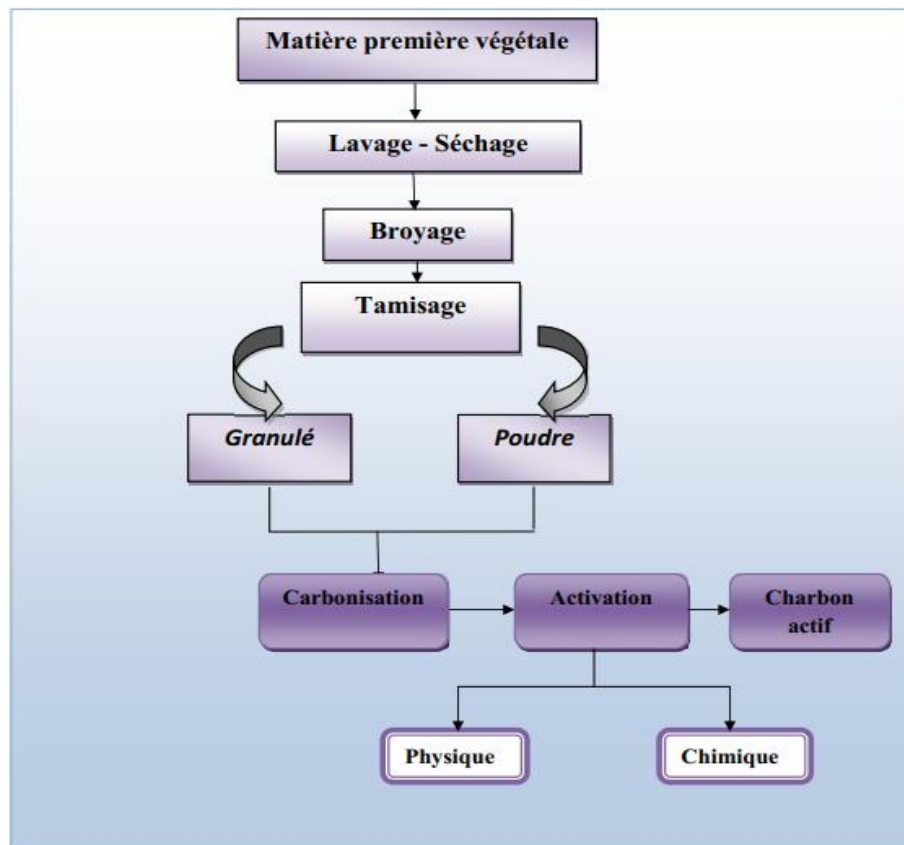 Matière première végétale
Lavage - Séchage
Broyage
Tamisage
Granulé
Poudre
Carbonisation
Activation
Charbon
actif
Physique
Chimique